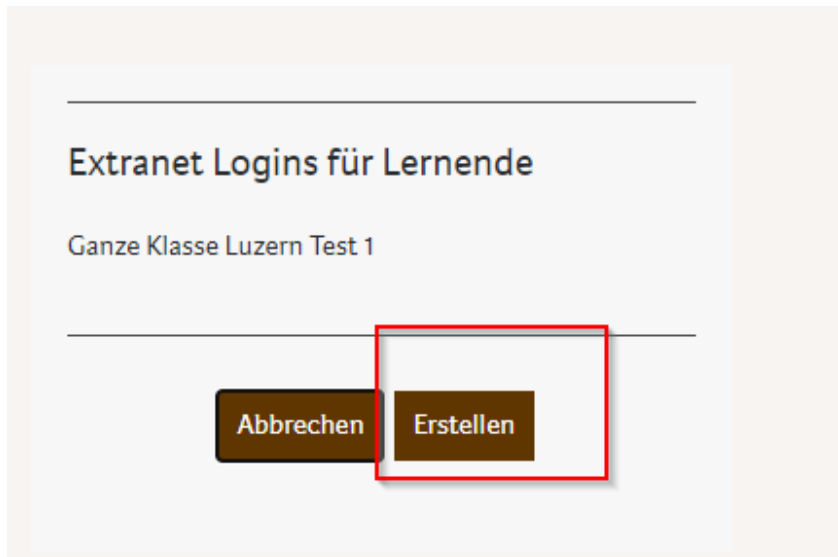 Extranet Logins für Lernende
Ganze Klasse Luzern Test 1
Abbrechen Erstellen